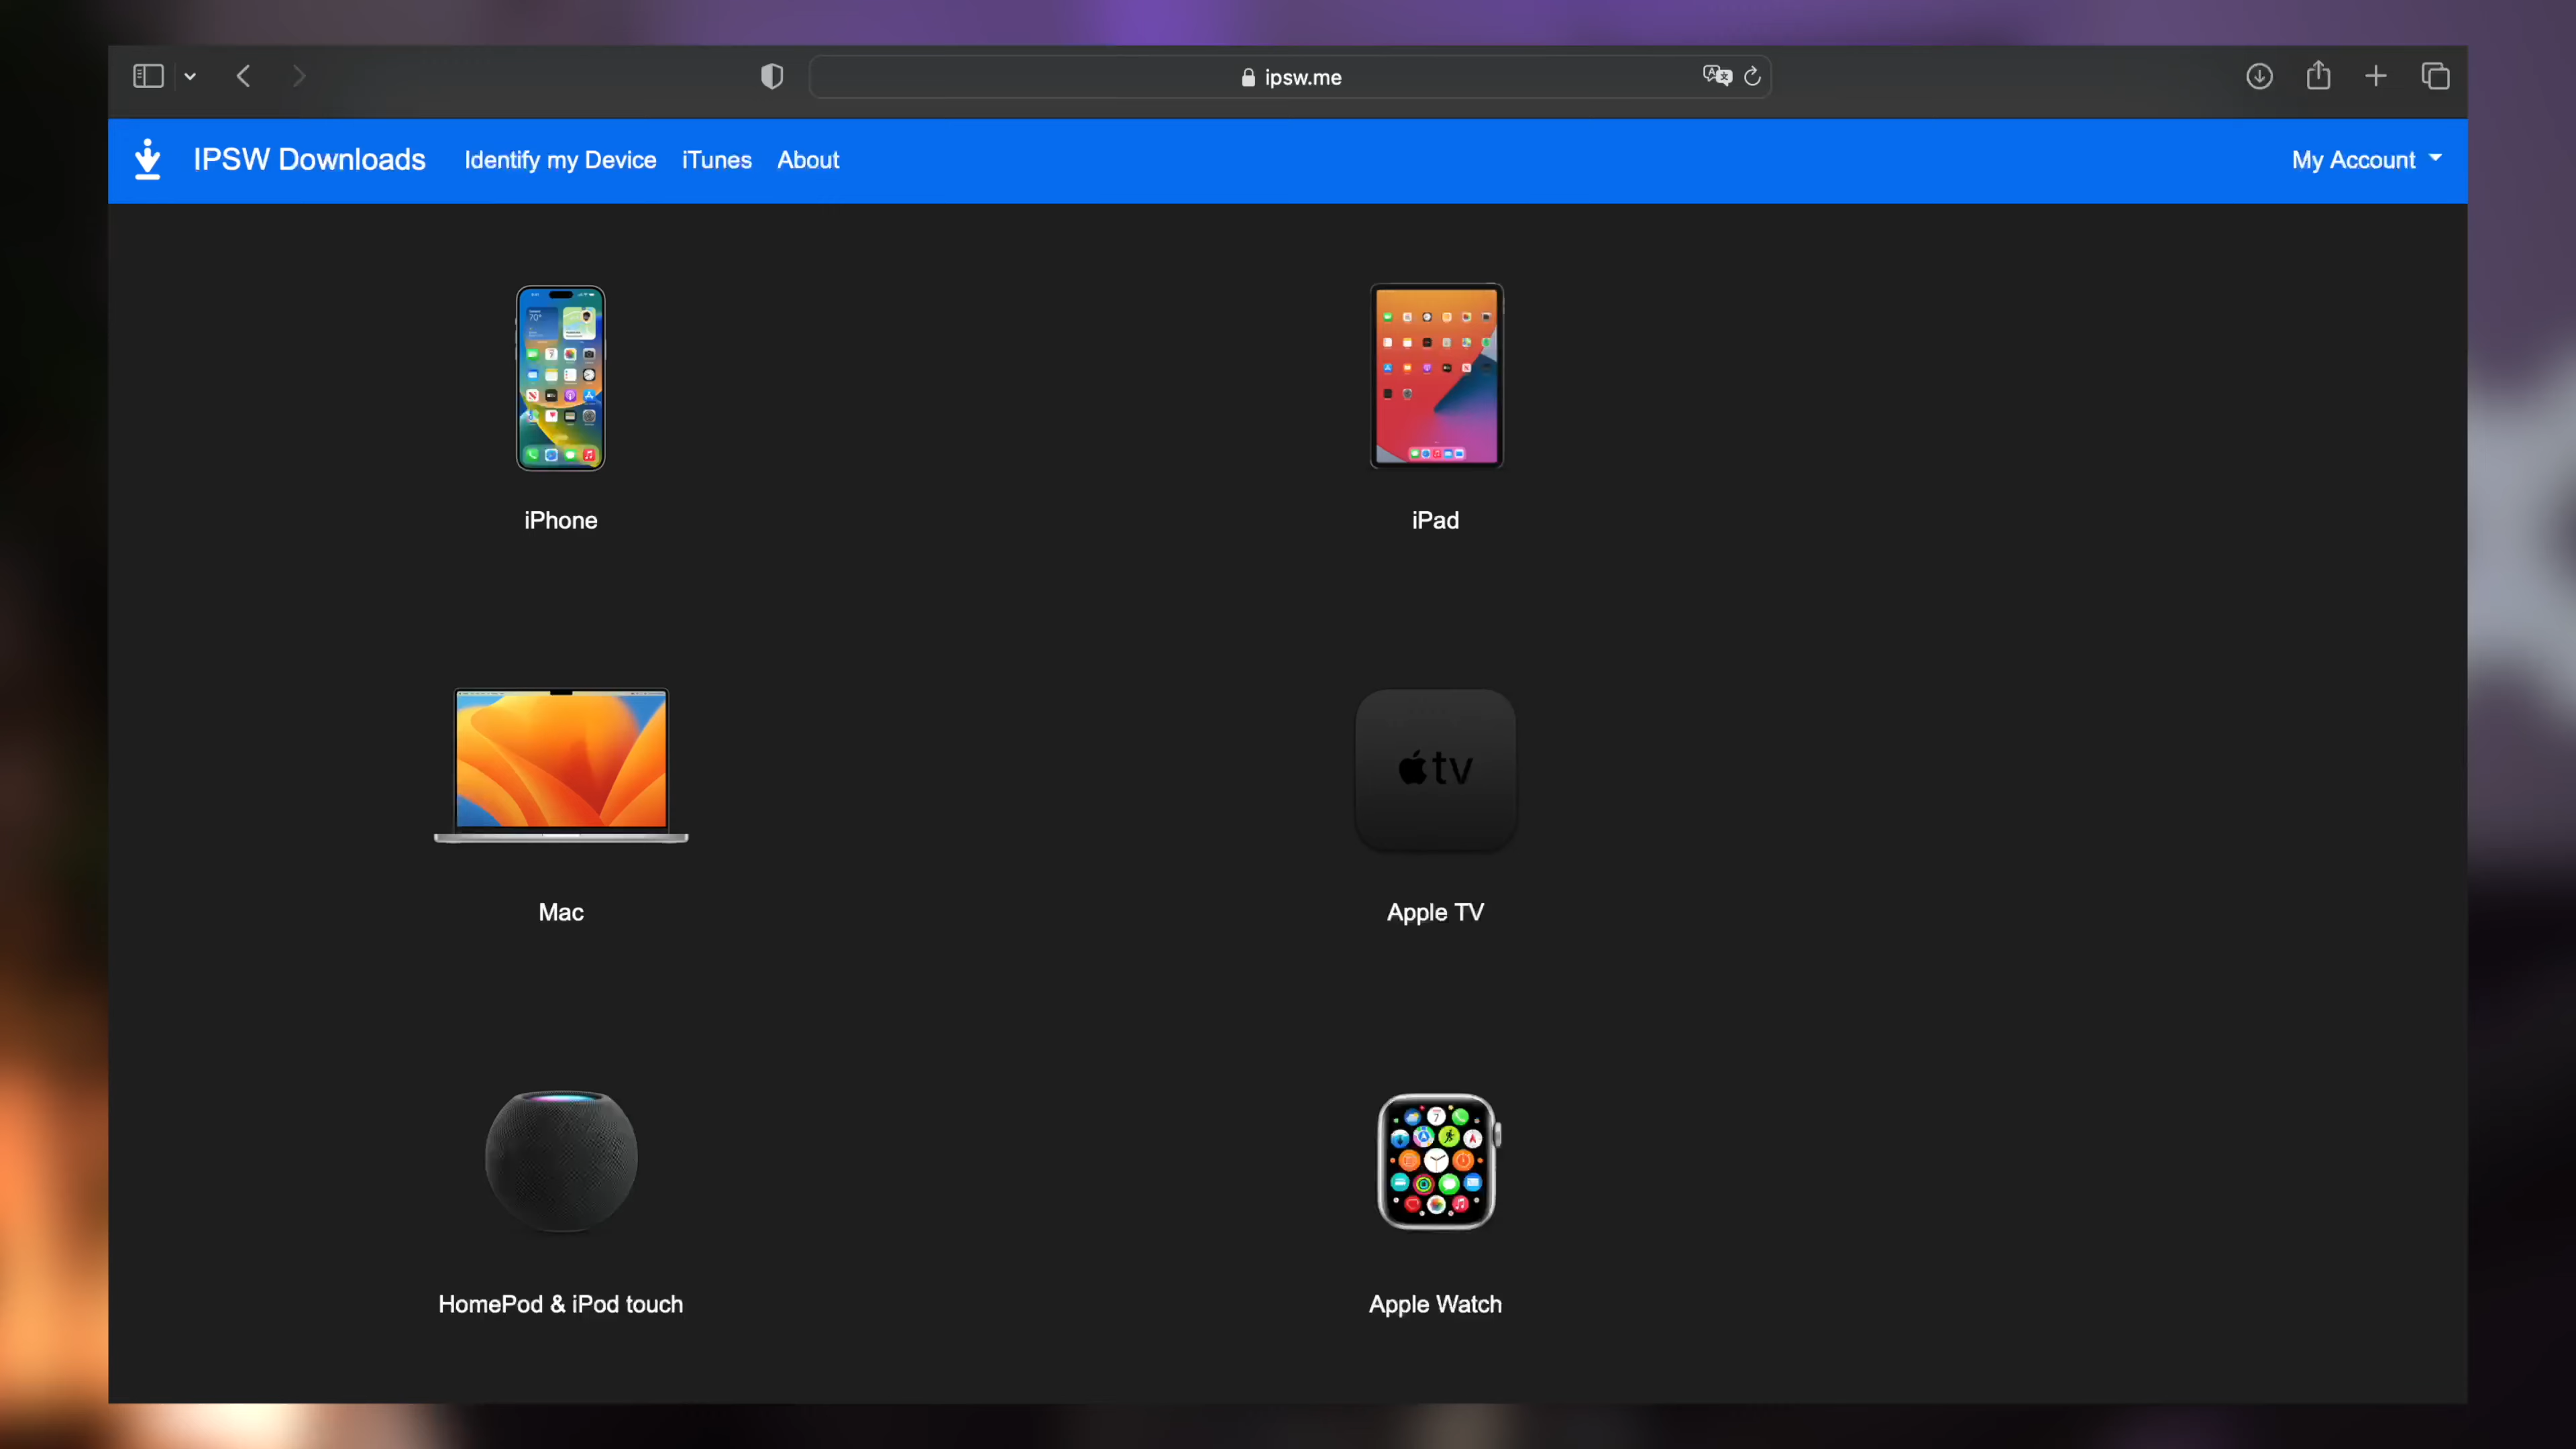 ipsw.me
IPSW Downloads Identify my Device iTunes About My Account
iPhone iPad
tv
Mac Apple TV
HomePod & iPod touch Apple Watch